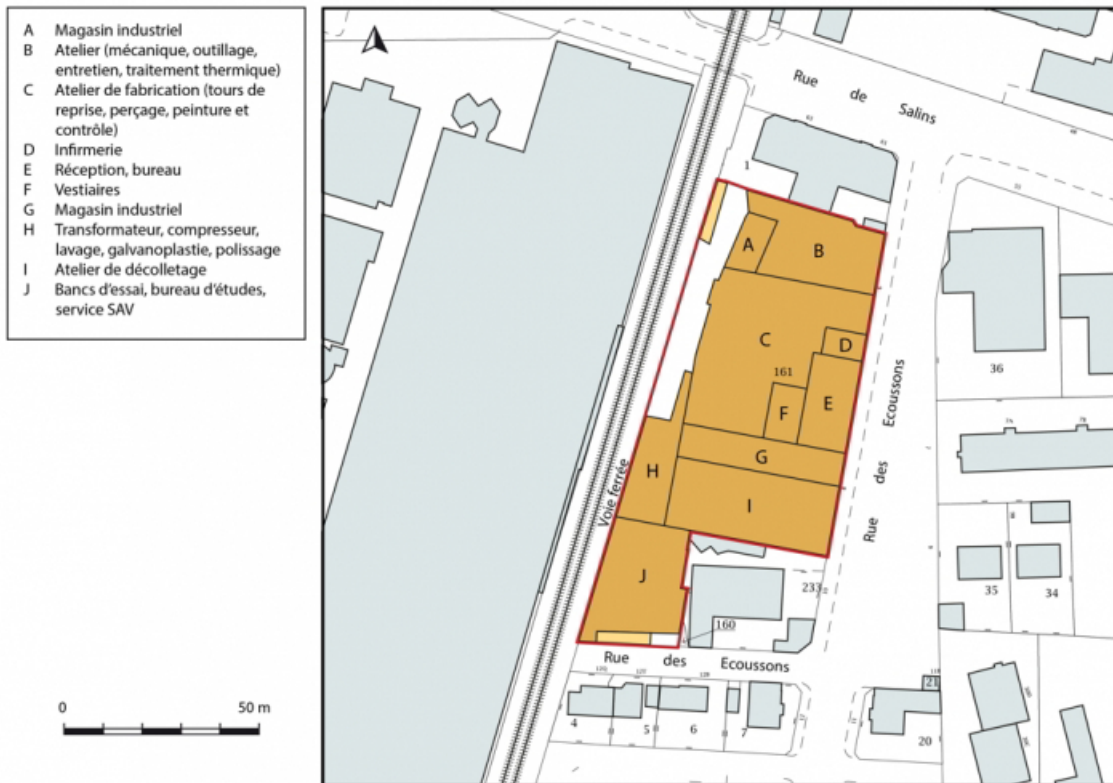 A Magasin industriel
B Atelier (mécanique, outillage,
entretien, traitement thermique)
C Atelier de fabrication (tours de
reprise, perçage, peinture et
contrôle)
D Infirmerie
E Réception, bureau
F Vestiaires
G Magasin industriel
H Transformateur, compresseur,
lavage, galvanoplastie, polissage
I Atelier de décolletage
J Bancs d'essai, bureau d'études,
service SAV
0 50 m
Rue de Salins
1
A
B
C
161
D
E
F
G
H
I
J
Voie ferrée
Rue des Ecoussons
36
35
34
233
160
Rue des Ecoussons
4
5
6
7
21
20